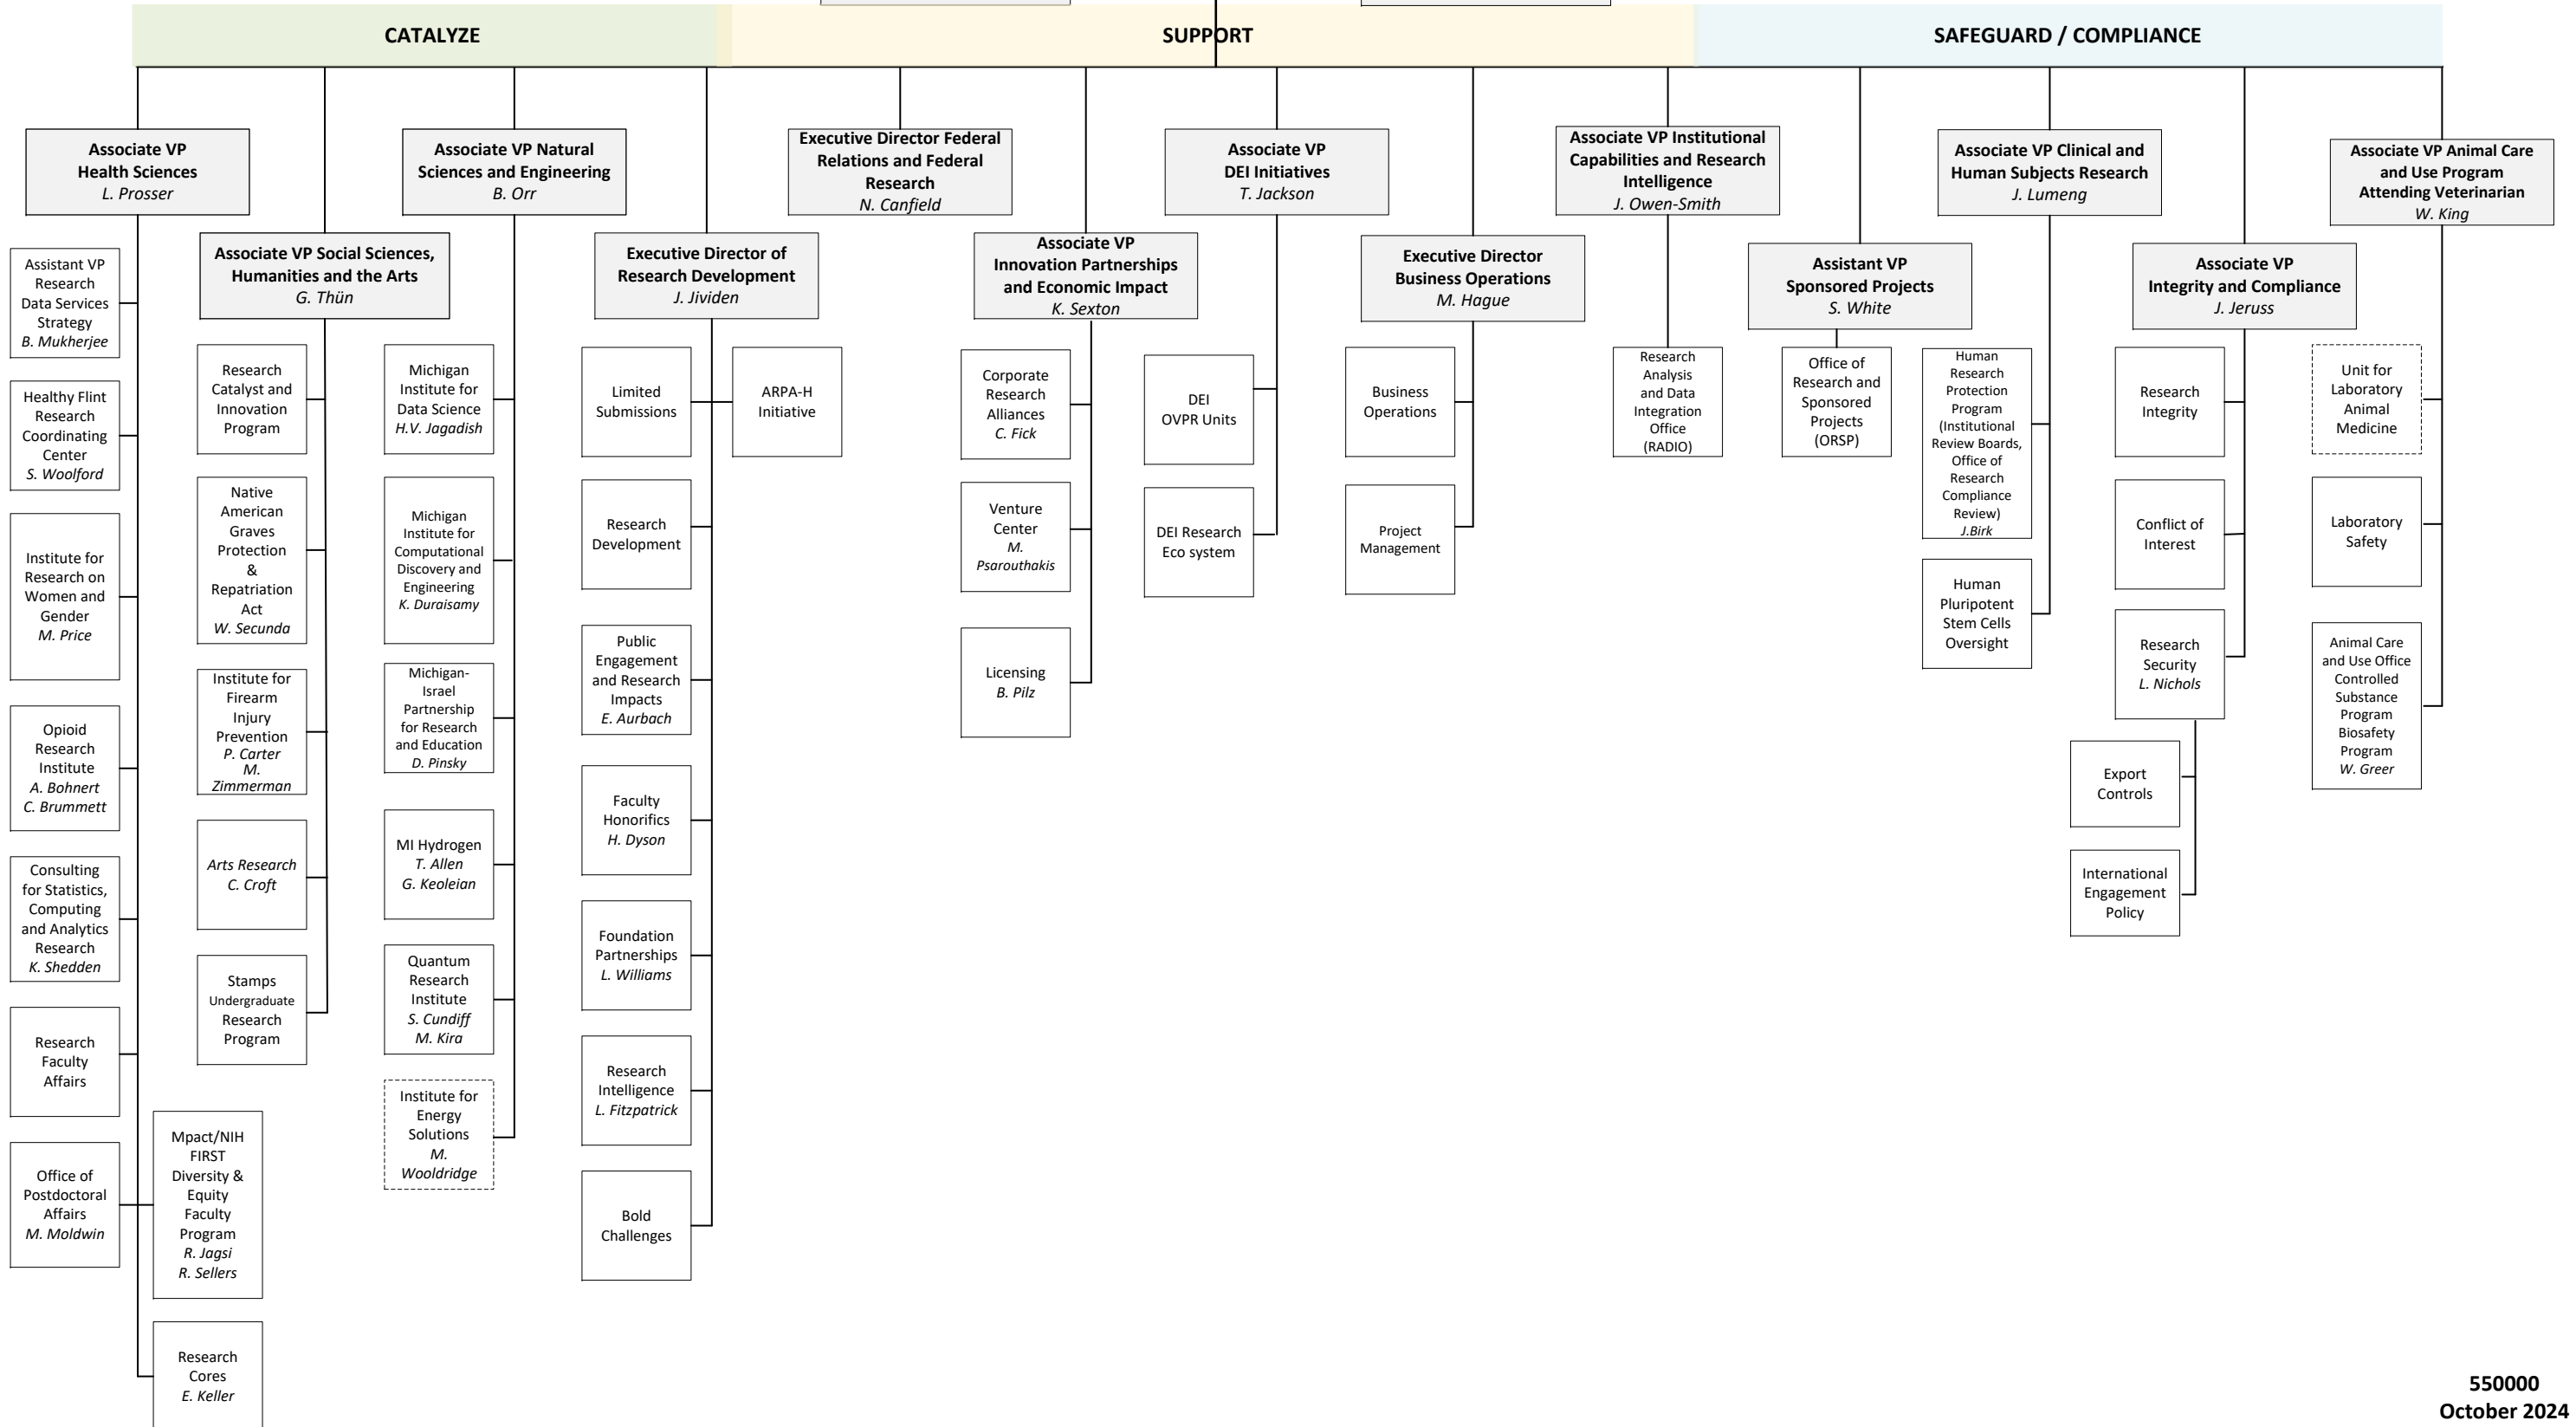 CATALYZE
SUPPORT
SAFEGUARD / COMPLIANCE
Associate VP
Health Sciences
L. Prosser
Associate VP Natural
Sciences and Engineering
B. Orr
Executive Director Federal
Relations and Federal
Research
N. Canfield
Associate VP
DEI Initiatives
T. Jackson
Associate VP Institutional
Capabilities and Research
Intelligence
J. Owen-Smith
Associate VP Clinical and
Human Subjects Research
J. Lumeng
Associate VP Animal Care
and Use Program
Attending Veterinarian
W. King
Associate VP Social Sciences,
Humanities and the Arts
G. Thün
Executive Director of
Research Development
J. Jividen
Associate VP
Innovation Partnerships
and Economic Impact
K. Sexton
Executive Director
Business Operations
M. Hague
Assistant VP
Sponsored Projects
S. White
Associate VP
Integrity and Compliance
J. Jeruss
Assistant VP
Research
Data Services
Strategy
B. Mukherjee
Healthy Flint
Research
Coordinating
Center
S. Woolford
Institute for
Research on
Women and
Gender
M. Price
Opioid
Research
Institute
A. Bohnert
C. Brummett
Consulting
for Statistics,
Computing
and Analytics
Research
K. Shedden
Research
Faculty
Affairs
Office of
Postdoctoral
Affairs
M. Moldwin
Mpact/NIH
FIRST
Diversity &
Equity
Faculty
Program
R. Jagsi
R. Sellers
Research
Cores
E. Keller
Research
Catalyst and
Innovation
Program
Native
American
Graves
Protection
&
Repatriation
Act
W. Secunda
Institute for
Firearm
Injury
Prevention
P. Carter
M.
Zimmerman
Arts Research
C. Croft
Stamps
Undergraduate
Research
Program
Michigan
Institute for
Data Science
H.V. Jagadish
Michigan
Institute for
Computational
Discovery and
Engineering
K. Duraisamy
Michigan-
Israel
Partnership
for Research
and Education
D. Pinsky
MI Hydrogen
T. Allen
G. Keoleian
Quantum
Research
Institute
S. Cundiff
M. Kira
Institute for
Energy
Solutions
M.
Wooldridge
Limited
Submissions
ARPA-H
Initiative
Research
Development
Public
Engagement
and Research
Impacts
E. Aurbach
Faculty
Honorifics
H. Dyson
Foundation
Partnerships
L. Williams
Research
Intelligence
L. Fitzpatrick
Bold
Challenges
Corporate
Research
Alliances
C. Fick
Venture
Center
M.
Psarouthakis
Licensing
B. Pilz
DEI
OVPR Units
DEI Research
Eco system
Business
Operations
Project
Management
Research
Analysis
and Data
Integration
Office
(RADIO)
Office of
Research and
Sponsored
Projects
(ORSP)
Human
Research
Protection
Program
(Institutional
Review Boards,
Office of
Research
Compliance
Review)
J.Birk
Human
Pluripotent
Stem Cells
Oversight
Research
Integrity
Conflict of
Interest
Research
Security
L. Nichols
Export
Controls
International
Engagement
Policy
Unit for
Laboratory
Animal
Medicine
Laboratory
Safety
Animal Care
and Use Office
Controlled
Substance
Program
Biosafety
Program
W. Greer
550000
October 2024